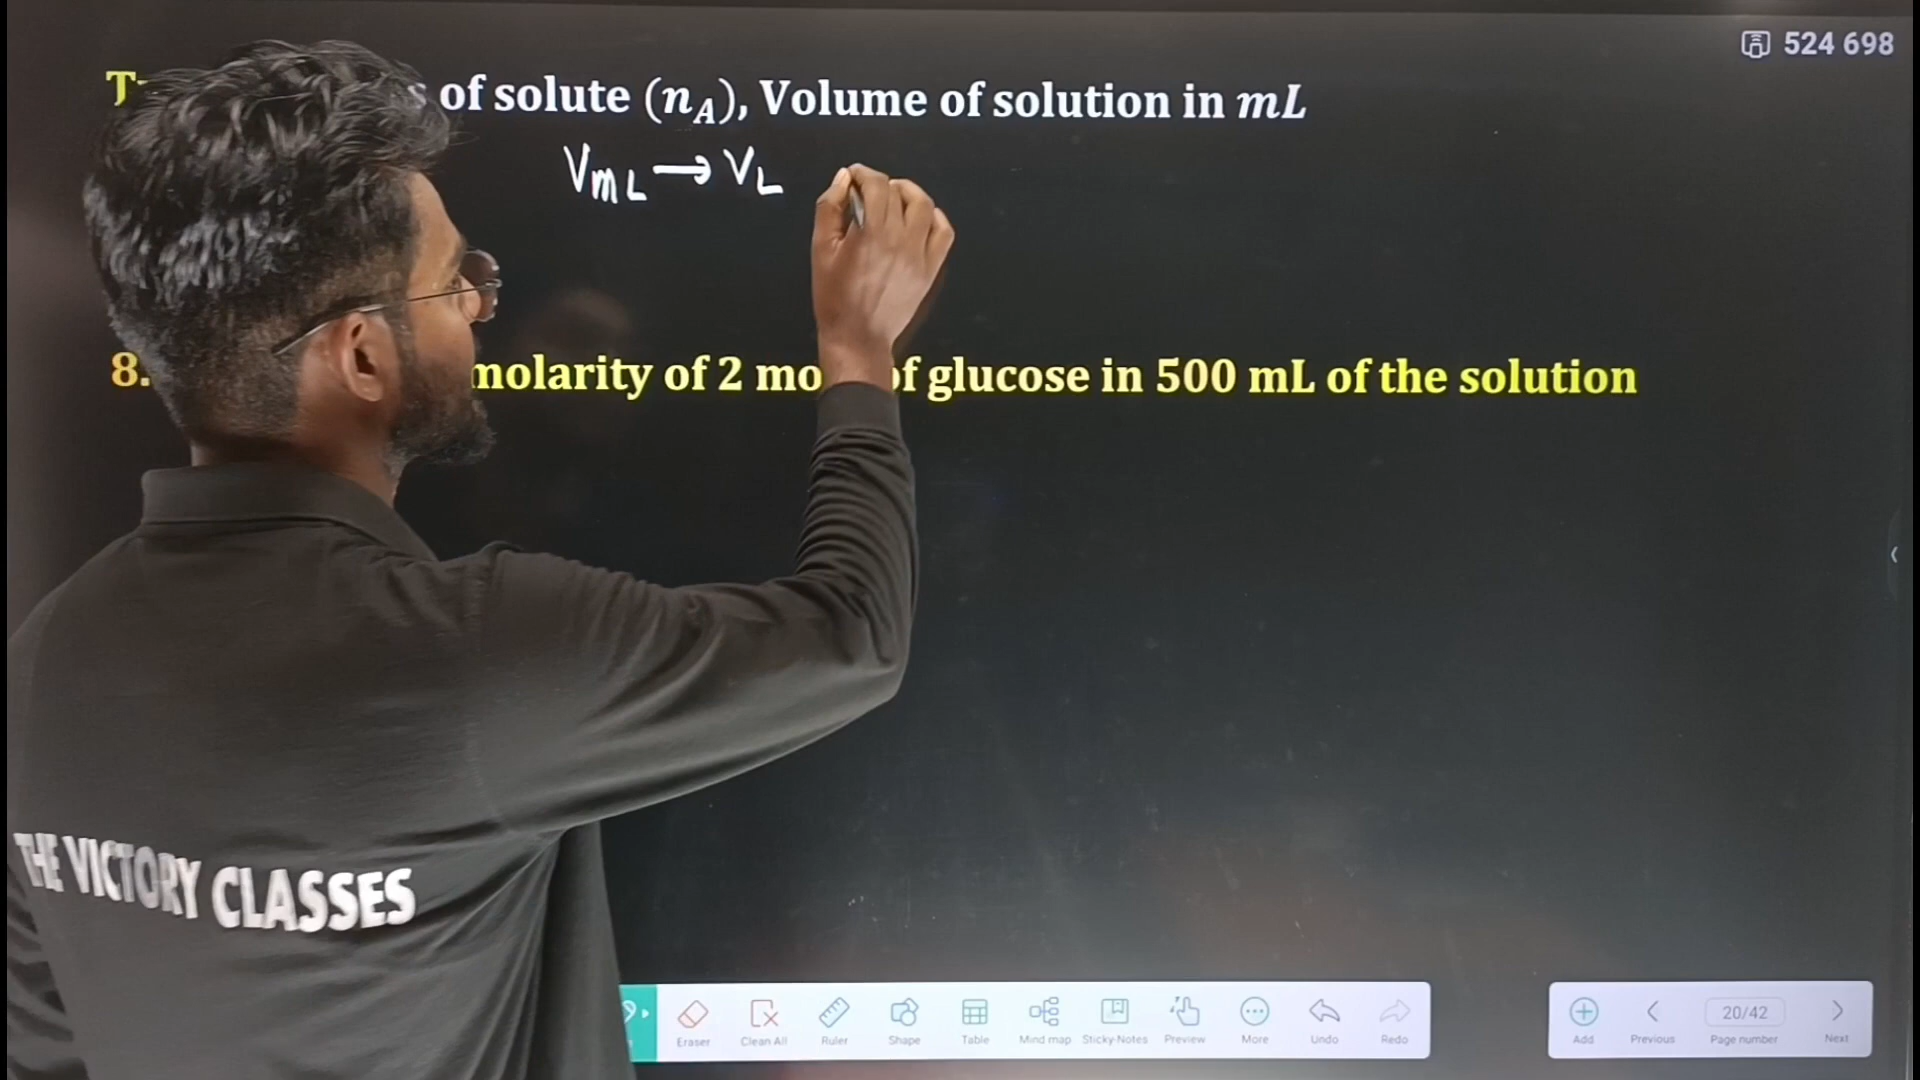 524 698
of solute (n_A), Volume of solution in mL
V_mL → V_L
8. molarity of 2 of glucose in 500 mL of the solution
THE VICTORY CLASSES
Eraser Clean All Ruler Shape Table Mind map Sticky-Notes Preview More Undo Redo
Add Previous 20/42 Page number Next